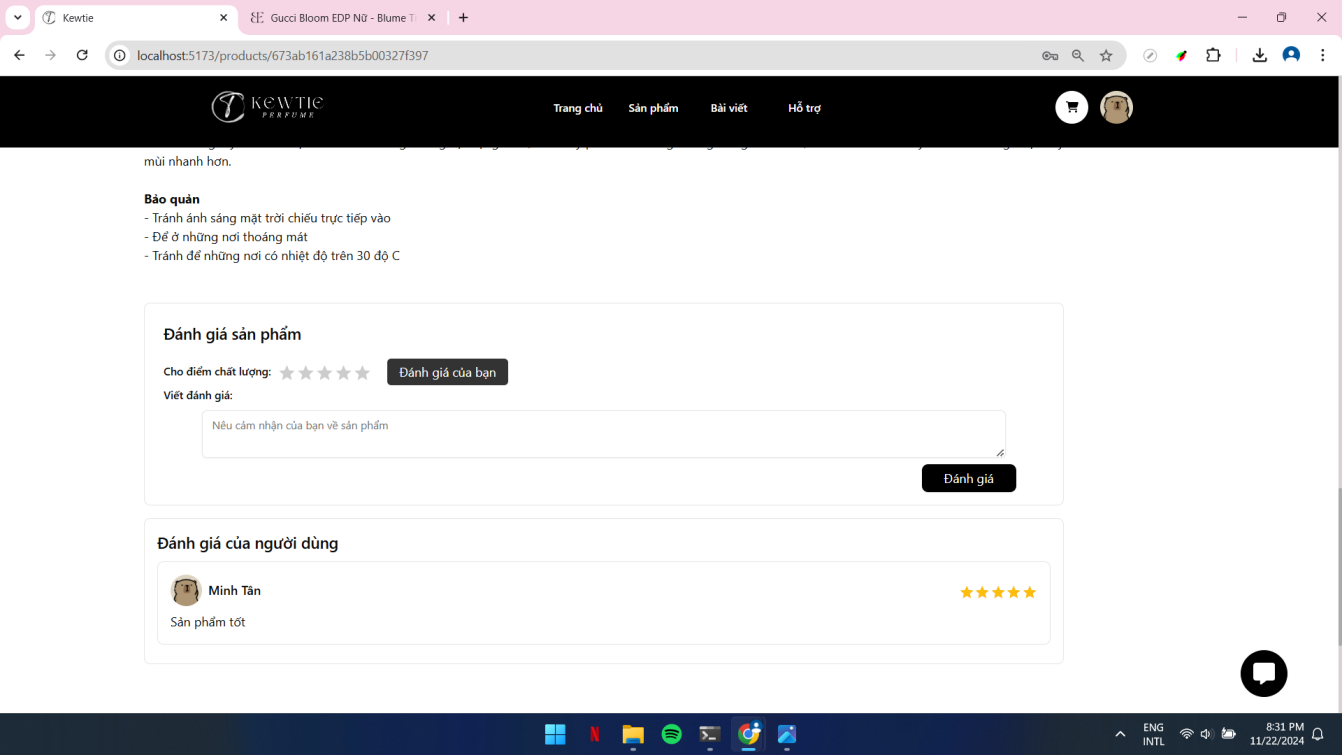 Kewtie
Gucci Bloom EDP Nữ - Blume Ti
localhost:5173/products/673ab161a238b5b00327f397
KEWTIE
PERFUME
Trang chủ
Sản phẩm
Bài viết
Hỗ trợ
mùi nhanh hơn.
Bảo quản
- Tránh ánh sáng mặt trời chiếu trực tiếp vào
- Để ở những nơi thoáng mát
- Tránh để những nơi có nhiệt độ trên 30 độ C
Đánh giá sản phẩm
Cho điểm chất lượng:
Đánh giá của bạn
Viết đánh giá:
Nêu cảm nhận của bạn về sản phẩm
Đánh giá
Đánh giá của người dùng
Minh Tân
Sản phẩm tốt
ENG
INTL
8:31 PM
11/22/2024